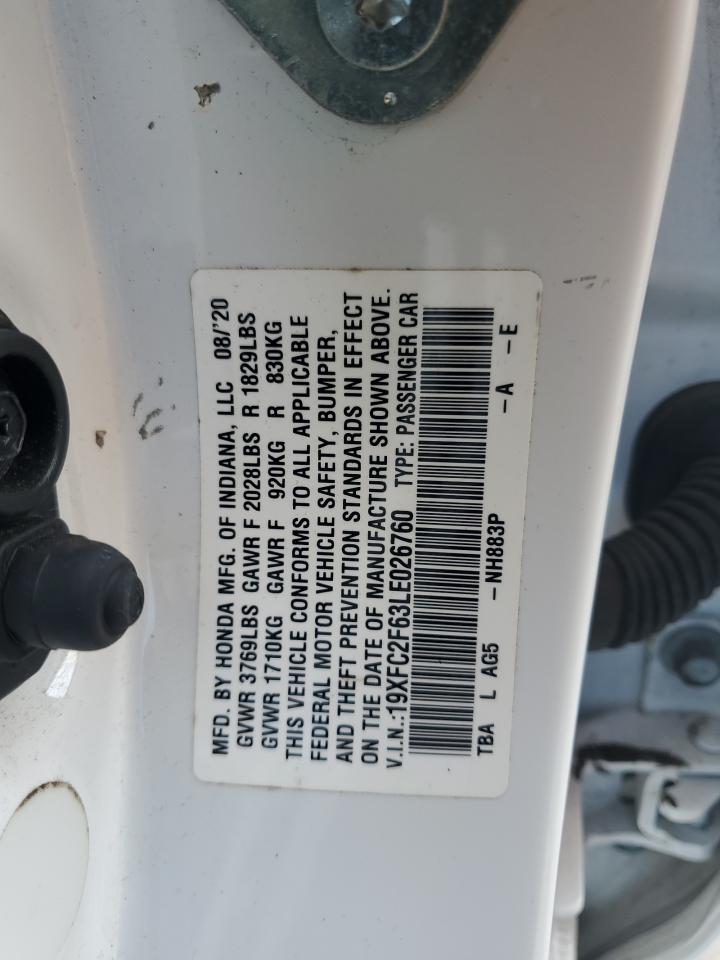 MFD. BY HONDA MFG. OF INDIANA, LLC 08/'20
GVWR 3769LBS GAWR F 2028LBS R 1829LBS
GVWR 1710KG GAWR F 920KG R 830KG
THIS VEHICLE CONFORMS TO ALL APPLICABLE
FEDERAL MOTOR VEHICLE SAFETY, BUMPER,
AND THEFT PREVENTION STANDARDS IN EFFECT
ON THE DATE OF MANUFACTURE SHOWN ABOVE.
V.I.N.:19XFC2F63LE026760 TYPE: PASSENGER CAR
TBA L AG5 -NH883P -A -E